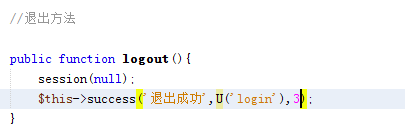 //退出方法
public function logout(){
session(null);
$this->success('退出成功',U('login'),3);
}